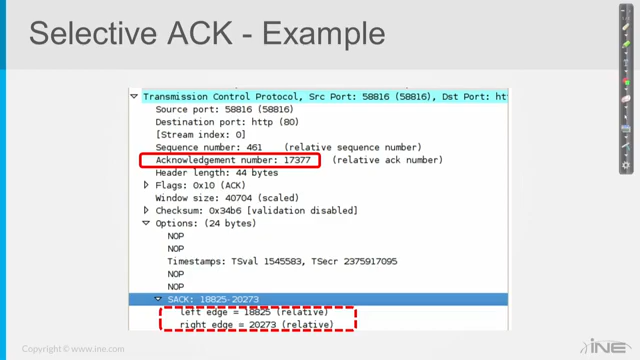 Selective ACK - Example
Transmission Control Protocol, Src Port: 58816 (58816), Dst Port: htt
Source port: 58816 (58816)
Destination port: http (80)
[Stream index: 0]
Sequence number: 461 (relative sequence number)
Acknowledgement number: 17377 (relative ack number)
Header length: 44 bytes
Flags: 0x10 (ACK)
Window size: 40704 (scaled)
Checksum: 0x34b6 [validation disabled]
Options: (24 bytes)
NOP
NOP
Timestamps: TSval 1545583, TSecr 2375917095
NOP
NOP
SACK: 18825-20273
left edge = 18825 (relative)
right edge = 20273 (relative)
Copyright © www.ine.com
iNE